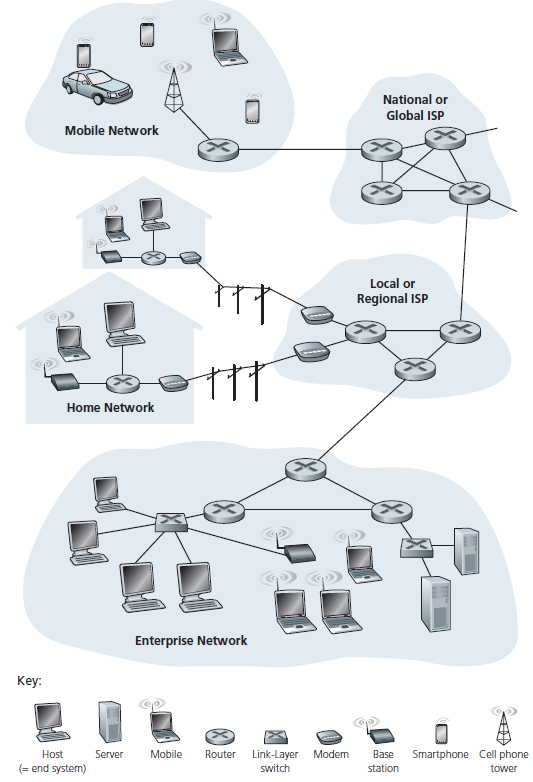 National or
Global ISP
Mobile Network
Local or
Regional ISP
Home Network
Enterprise Network
Key:
Host
(= end system)
Server
Mobile
Router
Link-Layer
switch
Modem
Base
station
Smartphone
Cell phone
tower